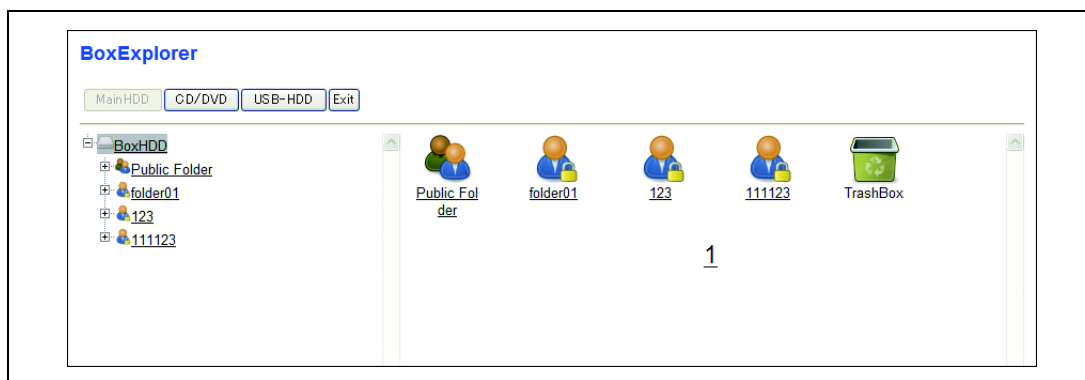 BoxExplorer
MainHDD CD/DVD USB-HDD Exit
BoxHDD
Public Folder
folder01
123
111123
Public Fol
der
folder01
123
111123
TrashBox
1